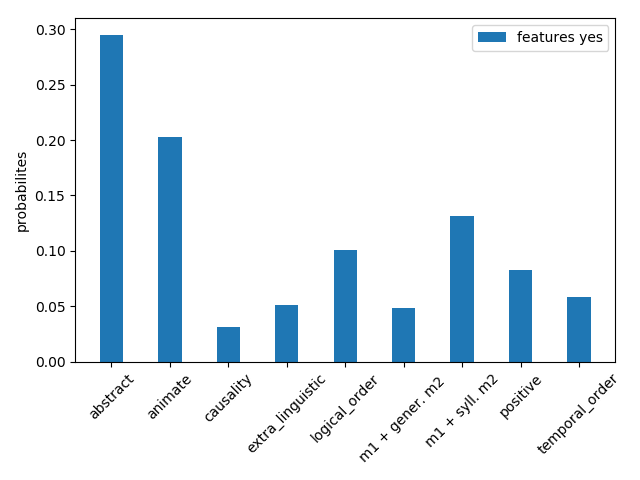 features yes
probabilites
0.30
0.25
0.20
0.15
0.10
0.05
0.00
abstract
animate
causality
extra_linguistic
logical_order
m1 + gener. m2
m1 + syll. m2
positive
temporal_order